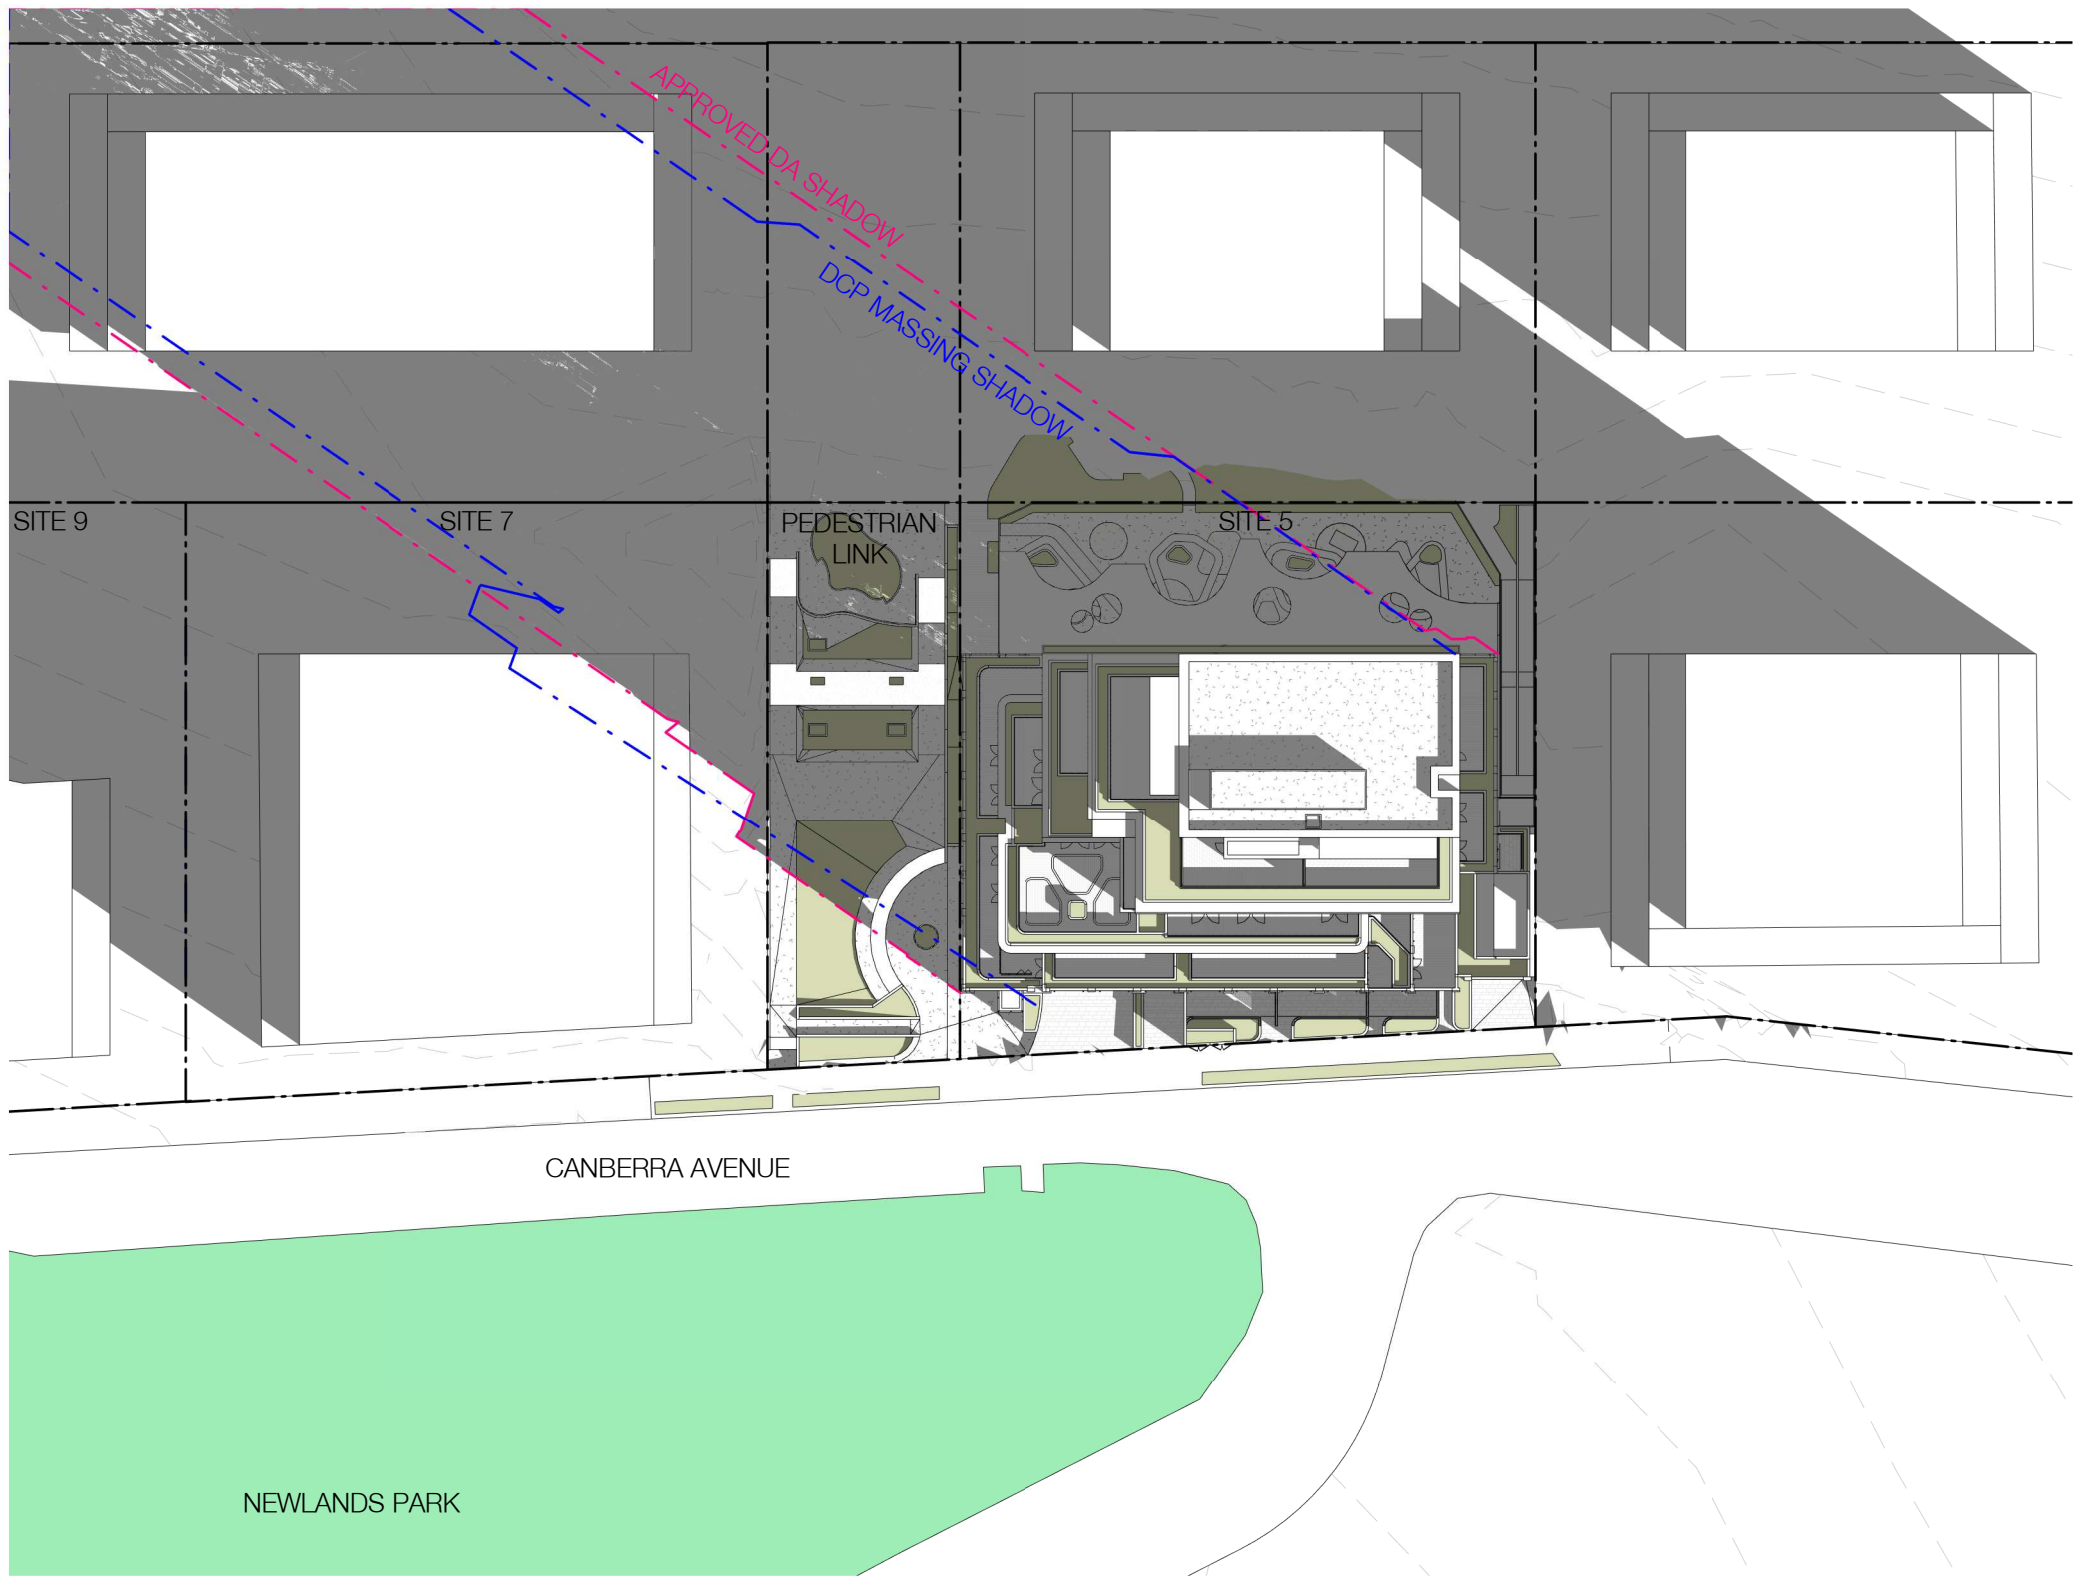 APPROVED DA SHADOW
DCP MASSING SHADOW
SITE 9
SITE 7
PEDESTRIAN
LINK
SITE 5
CANBERRA AVENUE
NEWLANDS PARK